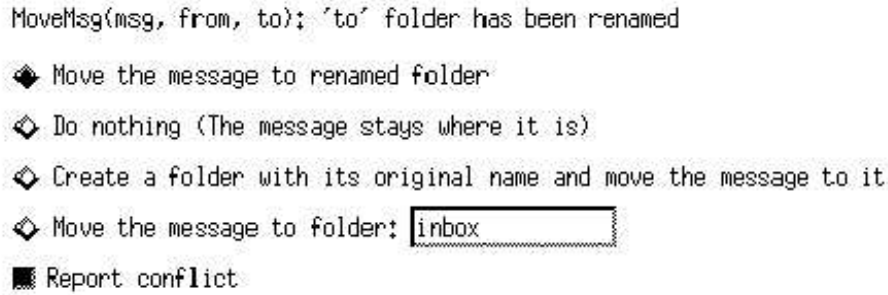 MoveMsg(msg, from, to): 'to' folder has been renamed
Move the message to renamed folder
Do nothing (The message stays where it is)
Create a folder with its original name and move the message to it
Move the message to folder: inbox
Report conflict